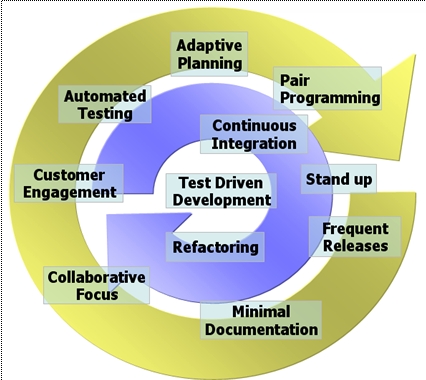 Adaptive
Planning
Pair
Programming
Automated
Testing
Continuous
Integration
Customer
Engagement
Test Driven
Development
Stand up
Frequent
Releases
Refactoring
Collaborative
Focus
Minimal
Documentation